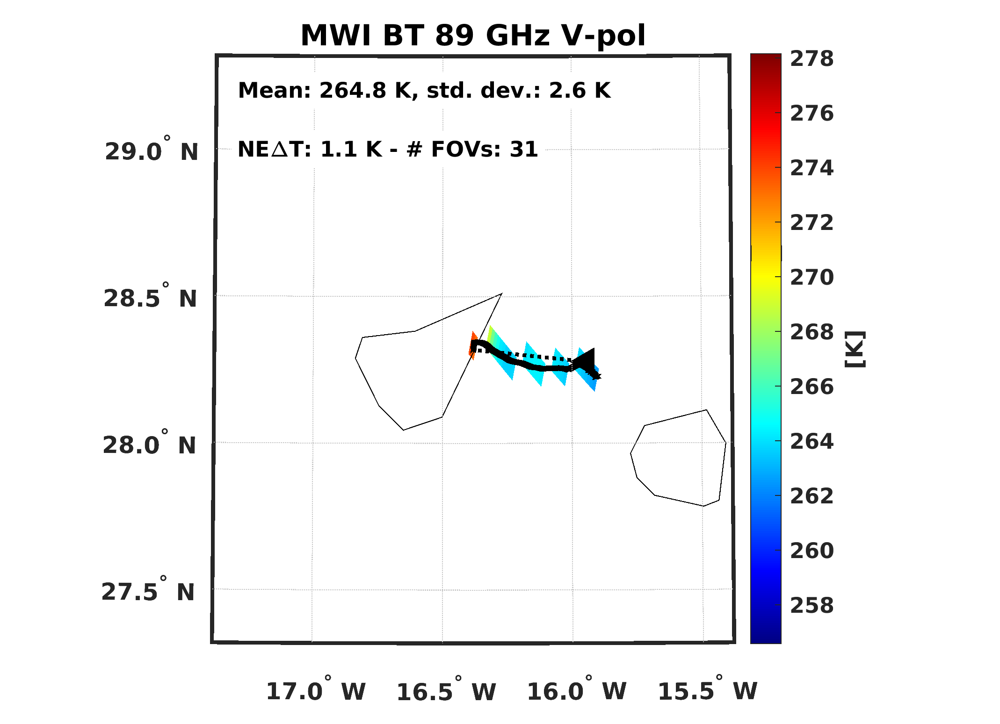 MWI BT 89 GHz V-pol
Mean: 264.8 K, std. dev.: 2.6 K
NE△T: 1.1 K - # FOVs: 31
29.0° N
28.5° N
28.0° N
27.5° N
17.0° W
16.5° W
16.0° W
15.5° W
278
276
274
272
270
268
266
264
262
260
258
[K]